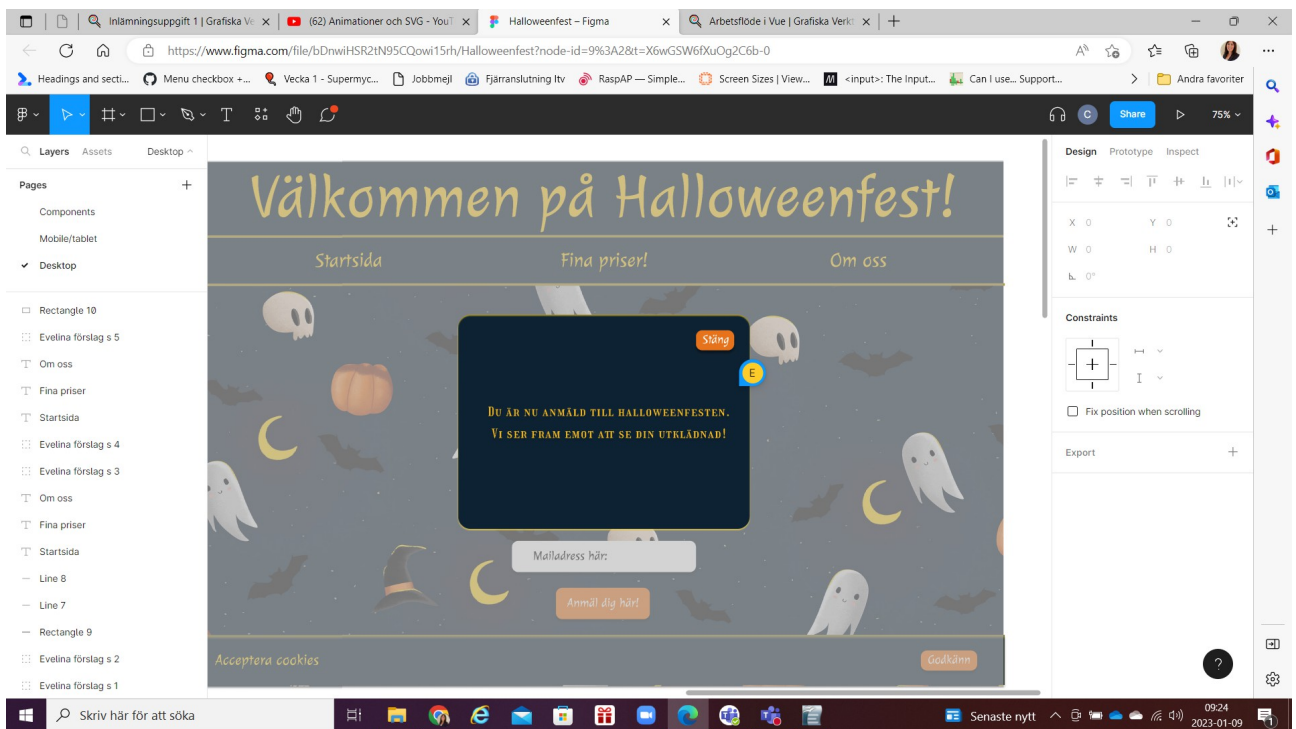 Inlämningsuppgift 1 | Grafiska Ve
(62) Animationer och SVG - YouT
Halloweenfest – Figma
Arbetsflöde i Vue | Grafiska Verkt
https://www.figma.com/file/bDnwiHSR2tN95CQowi15rh/Halloweenfest?node-id=9%3A2&t=X6wGSW6fXuOg2C6b-0
Headings and secti...
Menu checkbox +...
Vecka 1 - Supermyc...
Jobbmejl
Fjärranslutning Itv
RaspAP — Simple...
Screen Sizes | View...
<input>: The Input...
Can I use... Support...
Andra favoriter
C
Share
75%
Layers Assets Desktop
Design Prototype Inspect
Pages
Components
Mobile/tablet
Desktop
Rectangle 10
Evelina förslag s 5
Om oss
Fina priser
Startsida
Evelina förslag s 4
Evelina förslag s 3
Om oss
Fina priser
Startsida
Line 8
Line 7
Rectangle 9
Evelina förslag s 2
Evelina förslag s 1
Välkommen på Halloweenfest!
Startsida Fina priser! Om oss
Stäng
E
Du är nu anmäld till halloweenfesten.
Vi ser fram emot att se din utklädnad!
Mailadress här:
Anmäl dig här!
Acceptera cookies
Godkänn
X 0 Y 0
W 0 H 0
0°
Constraints
Fix position when scrolling
Export
?
Skriv här för att söka
Senaste nytt
09:24
2023-01-09